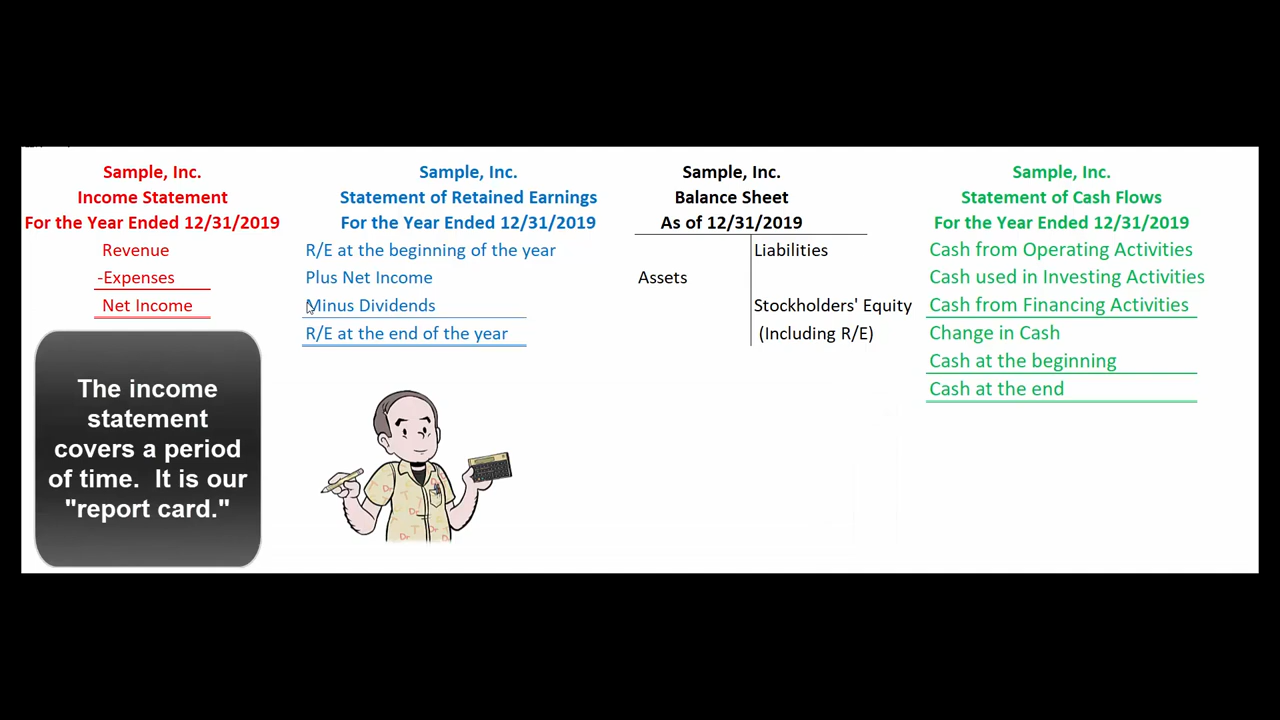 Sample, Inc.
Income Statement
For the Year Ended 12/31/2019
Revenue
-Expenses
Net Income
The income
statement
covers a period
of time. It is our
"report card."
Sample, Inc.
Statement of Retained Earnings
For the Year Ended 12/31/2019
R/E at the beginning of the year
Plus Net Income
Minus Dividends
R/E at the end of the year
Sample, Inc.
Balance Sheet
As of 12/31/2019
Assets
Liabilities
Stockholders' Equity
(Including R/E)
Sample, Inc.
Statement of Cash Flows
For the Year Ended 12/31/2019
Cash from Operating Activities
Cash used in Investing Activities
Cash from Financing Activities
Change in Cash
Cash at the beginning
Cash at the end